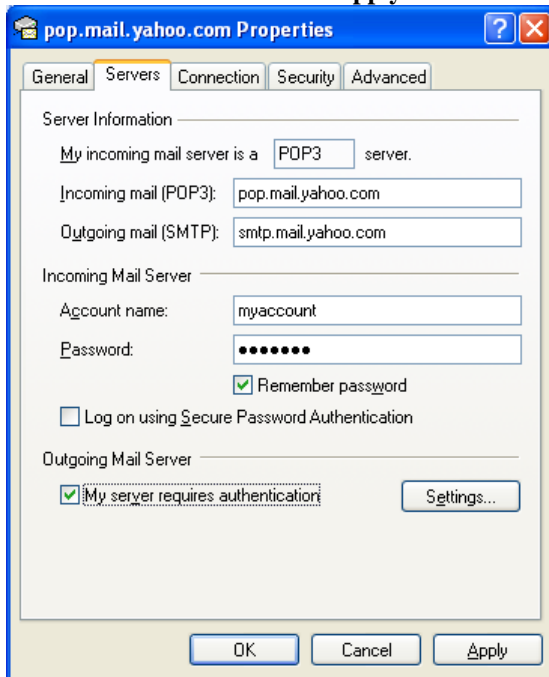 apply
pop.mail.yahoo.com Properties
General Servers Connection Security Advanced
Server Information
My incoming mail server is a POP3 server.
Incoming mail (POP3): pop.mail.yahoo.com
Outgoing mail (SMTP): smtp.mail.yahoo.com
Incoming Mail Server
Account name: myaccount
Password: •••••••
Remember password
Log on using Secure Password Authentication
Outgoing Mail Server
My server requires authentication Settings...
OK Cancel Apply